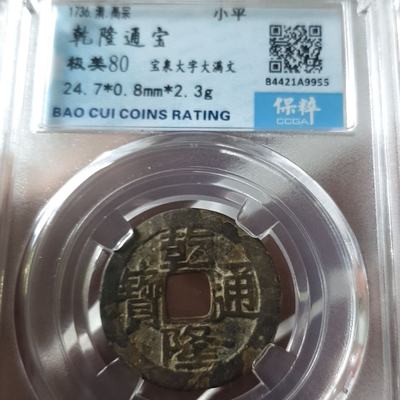 1736.清.高宗 小平
乾隆通宝
极美80 宝泉大字大满文
24.7*0.8mm*2.3g
B4421A9955
BAO CUI COINS RATING
保粹
CCGA
乾隆通寶